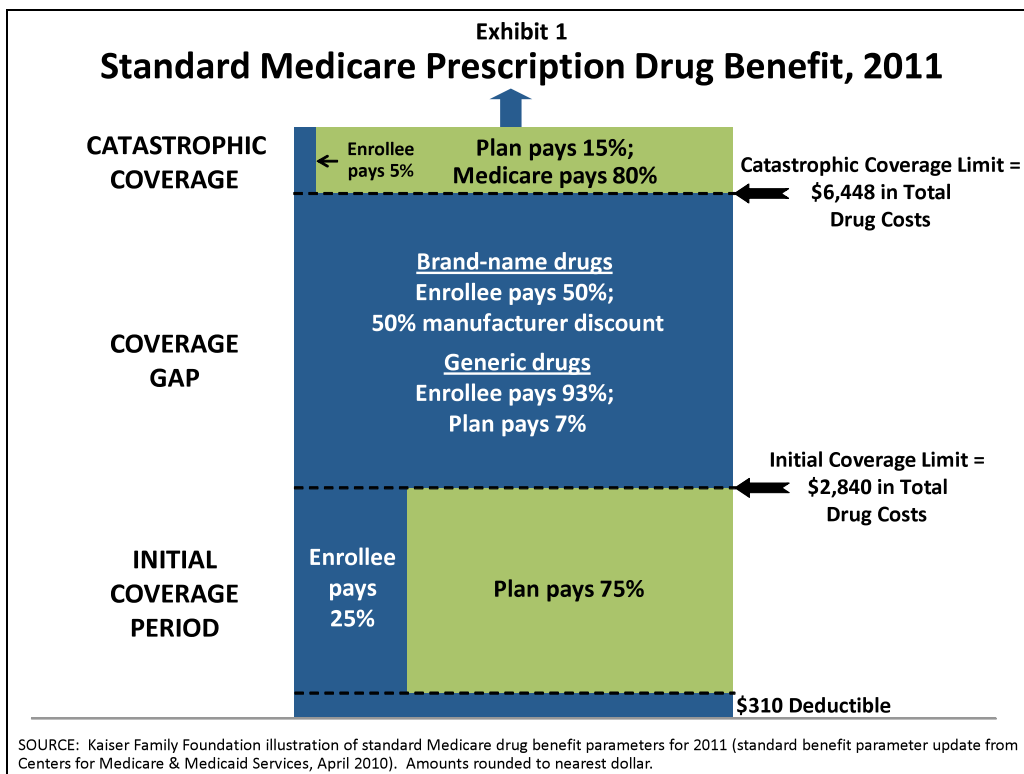 Exhibit 1
Standard Medicare Prescription Drug Benefit, 2011
CATASTROPHIC
COVERAGE
Enrollee
pays 5%
Plan pays 15%;
Medicare pays 80%
Catastrophic Coverage Limit =
$6,448 in Total
Drug Costs
COVERAGE
GAP
Brand-name drugs
Enrollee pays 50%;
50% manufacturer discount
Generic drugs
Enrollee pays 93%;
Plan pays 7%
Initial Coverage Limit =
$2,840 in Total
Drug Costs
INITIAL
COVERAGE
PERIOD
Enrollee
pays
25%
Plan pays 75%
$310 Deductible
SOURCE: Kaiser Family Foundation illustration of standard Medicare drug benefit parameters for 2011 (standard benefit parameter update from
Centers for Medicare & Medicaid Services, April 2010). Amounts rounded to nearest dollar.